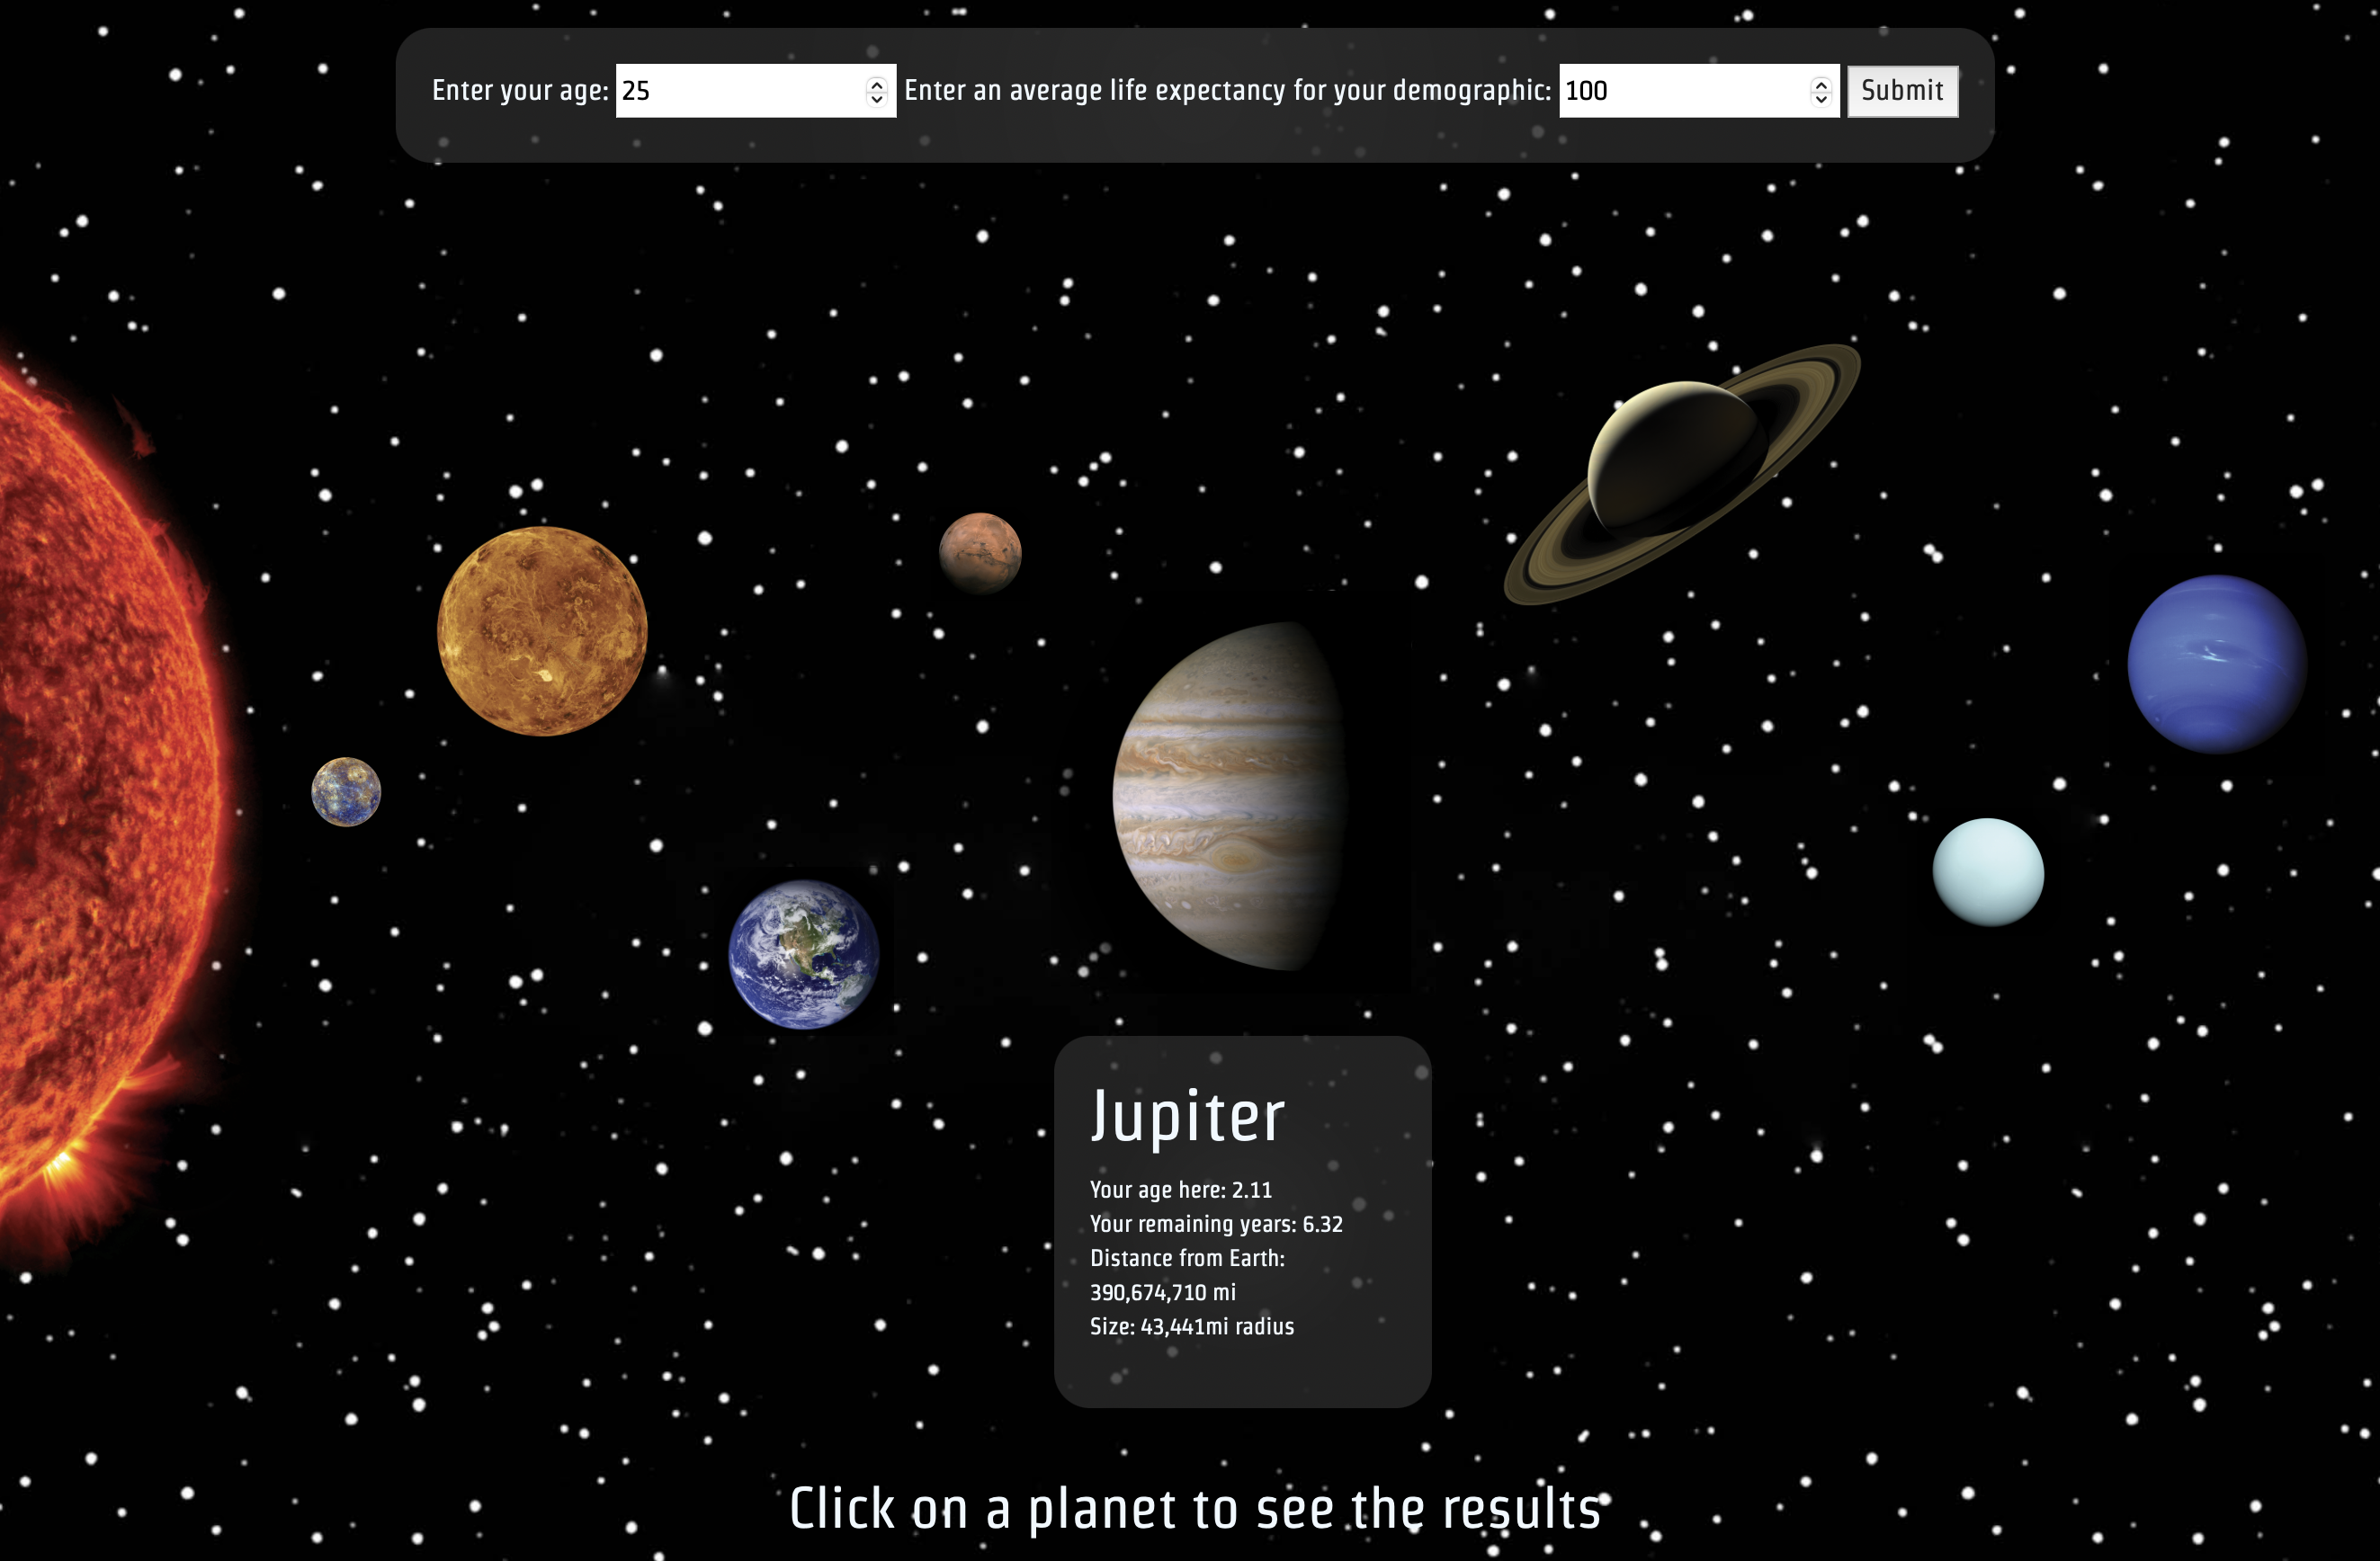 Enter your age: 25 Enter an average life expectancy for your demographic: 100 Submit
Jupiter
Your age here: 2.11
Your remaining years: 6.32
Distance from Earth:
390,674,710 mi
Size: 43,441mi radius
Click on a planet to see the results